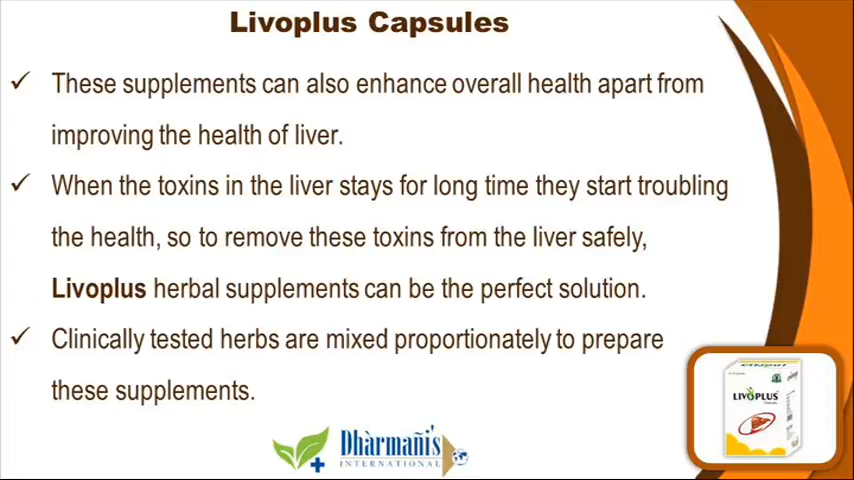 Livoplus Capsules
✓ These supplements can also enhance overall health apart from
improving the health of liver.
✓ When the toxins in the liver stays for long time they start troubling
the health, so to remove these toxins from the liver safely,
Livoplus herbal supplements can be the perfect solution.
✓ Clinically tested herbs are mixed proportionately to prepare
these supplements.
LIVOPLUS
Dhàrmañi's
INTERNATIONAL